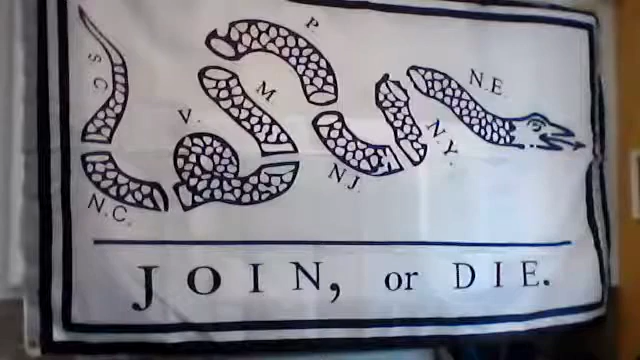 S C
N.C.
V.
M
P.
N J.
N.Y.
N.E.
JOIN, or DIE.